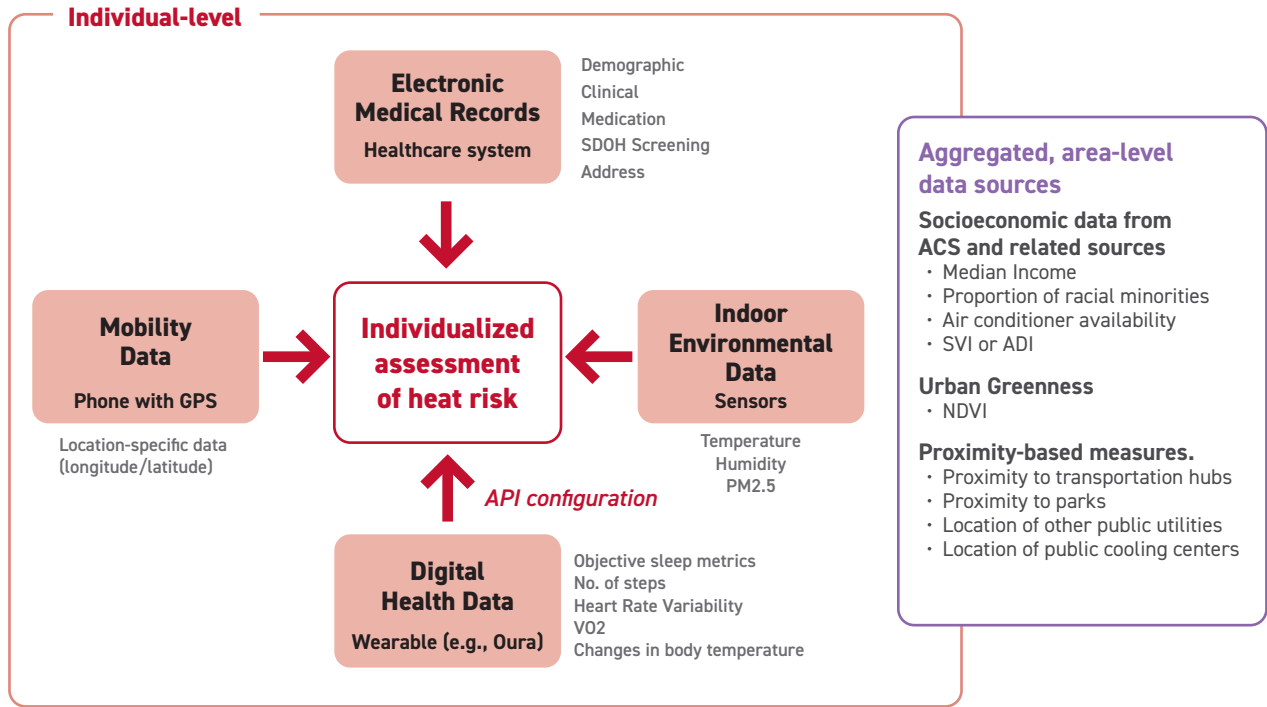 Individual-level
Electronic
Medical Records
Healthcare system
Demographic
Clinical
Medication
SDOH Screening
Address
Mobility
Data
Phone with GPS
Location-specific data
(longitude/latitude)
Individualized
assessment
of heat risk
Indoor
Environmental
Data
Sensors
Temperature
Humidity
PM2.5
API configuration
Digital
Health Data
Wearable (e.g., Oura)
Objective sleep metrics
No. of steps
Heart Rate Variability
VO2
Changes in body temperature
Aggregated, area-level
data sources
Socioeconomic data from
ACS and related sources
· Median Income
· Proportion of racial minorities
· Air conditioner availability
· SVI or ADI
Urban Greenness
· NDVI
Proximity-based measures.
· Proximity to transportation hubs
· Proximity to parks
· Location of other public utilities
· Location of public cooling centers